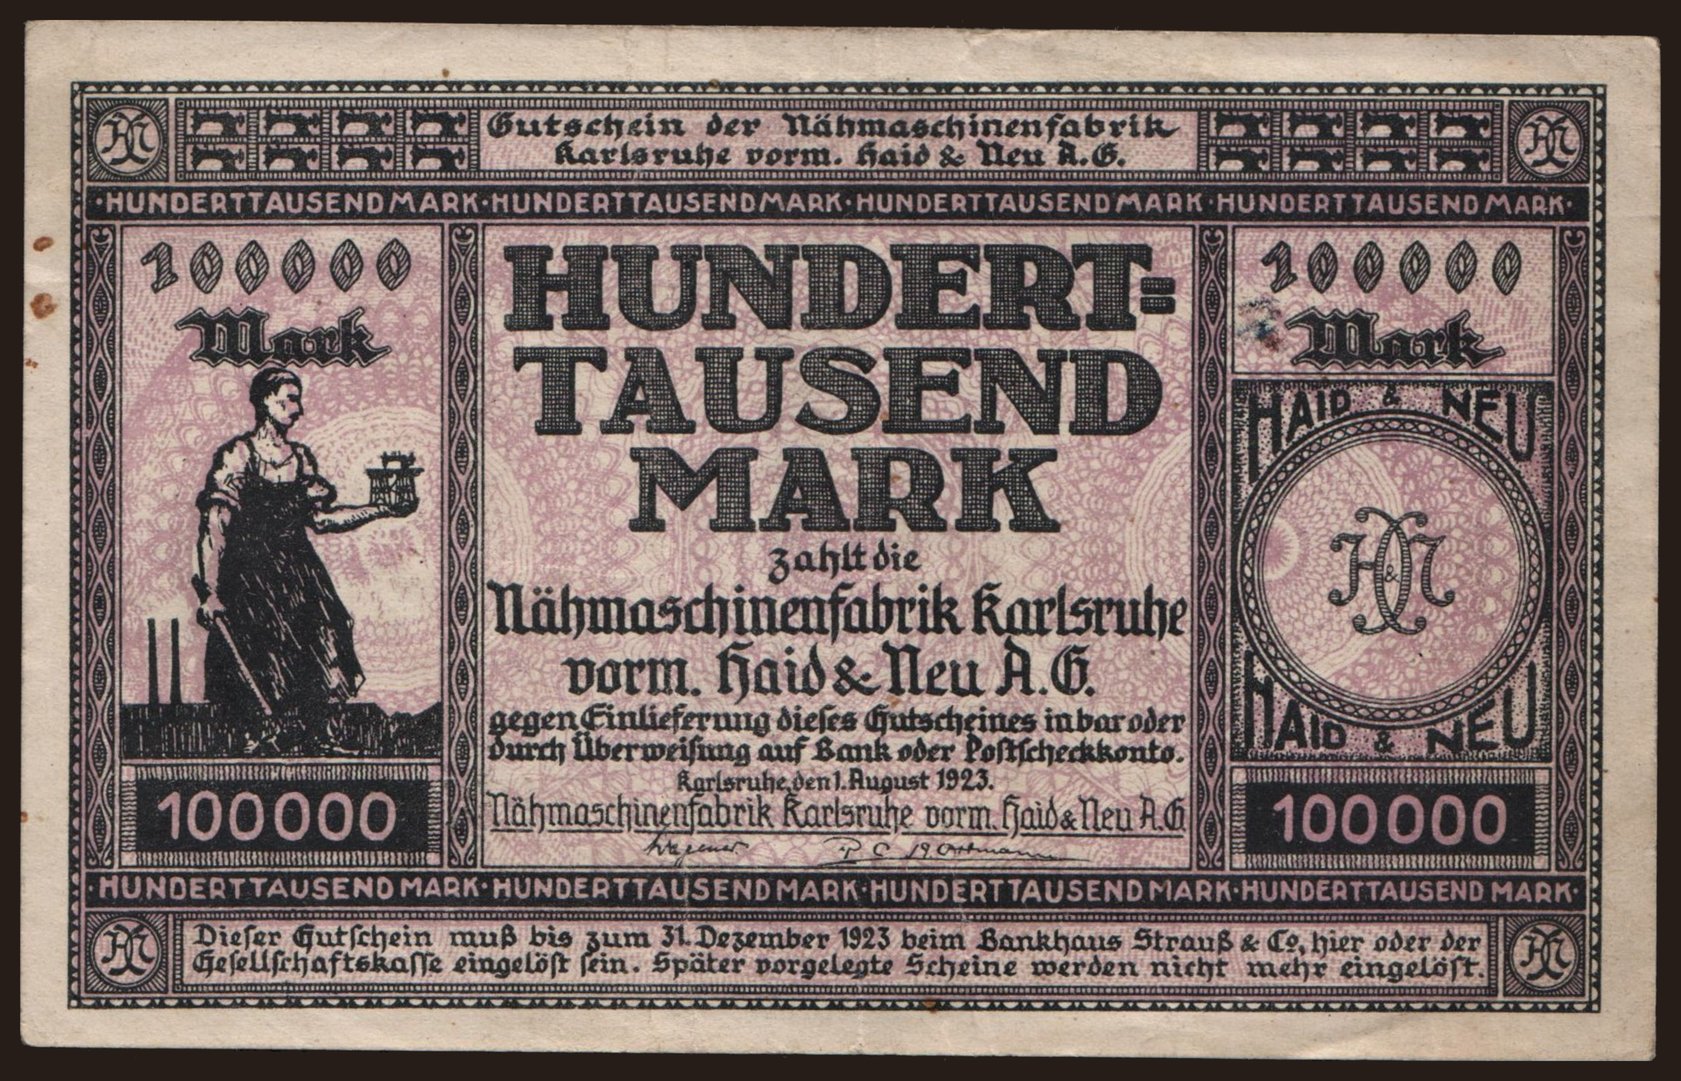 Gutschein der Nähmaschinenfabrik
Karlsruhe vorm. Haid & Neu A.G.
·HUNDERTTAUSEND MARK·HUNDERTTAUSEND MARK·HUNDERTTAUSEND MARK·HUNDERTTAUSEND MARK·
100000
Mark
100000
HUNDERT=
TAUSEND
MARK
zahlt die
Nähmaschinenfabrik Karlsruhe
vorm. Haid & Neu A.G.
gegen Einlieferung dieses Gutscheines in bar oder
durch Überweisung auf Bank oder Postscheckkonto.
Karlsruhe, den 1. August 1923.
Nähmaschinenfabrik Karlsruhe vorm. Haid & Neu A.G
100000
Mark
HAID & NEU
H&N
HAID & NEU
100000
·HUNDERTTAUSEND MARK·HUNDERTTAUSEND MARK·HUNDERTTAUSEND MARK·HUNDERTTAUSEND MARK·
Dieser Gutschein muß bis zum 31. Dezember 1923 beim Bankhaus Strauß & Co, hier oder der
Gesellschaftskasse eingelöst sein. Später vorgelegte Scheine werden nicht mehr eingelöst.
HN
HN
HN
HN